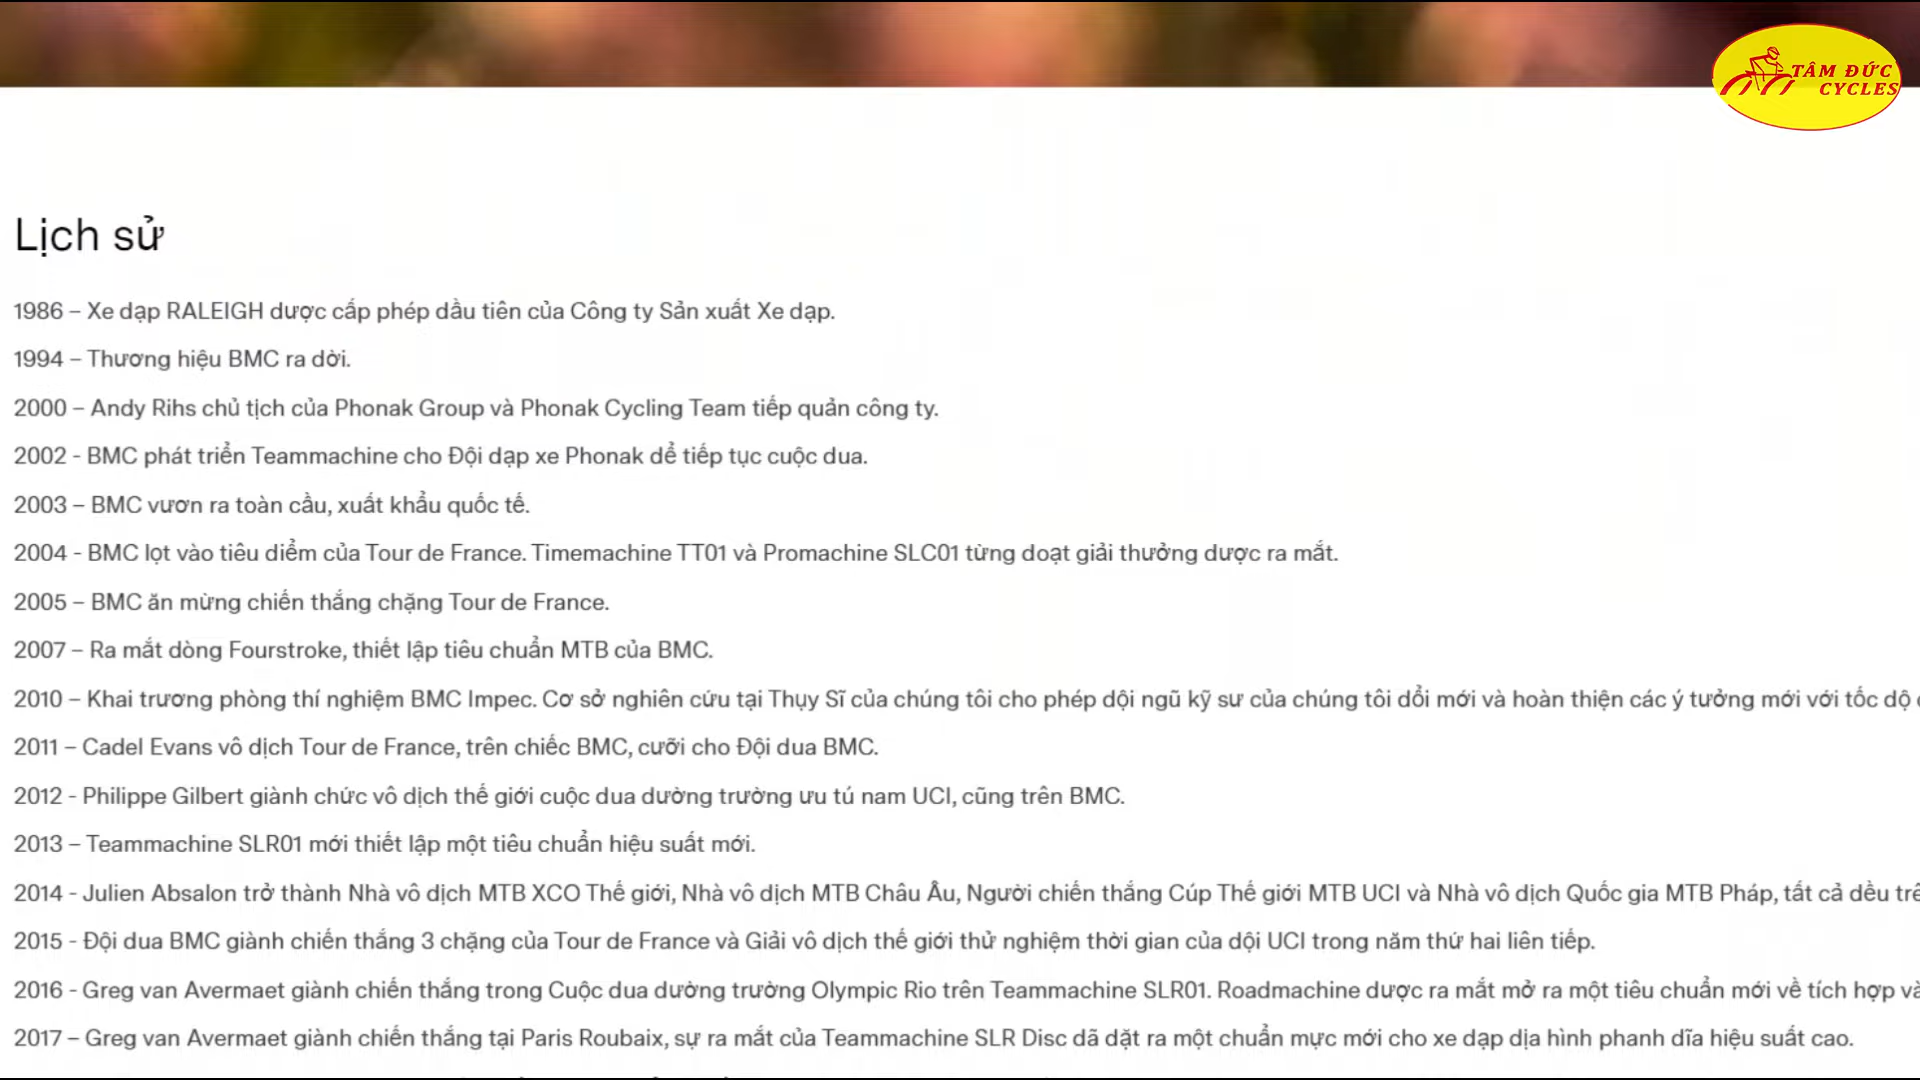 TÂM ĐỨC
CYCLES
Lịch sử
1986 – Xe dạp RALEIGH dược cấp phép dầu tiên của Công ty Sản xuất Xe dạp.
1994 – Thương hiệu BMC ra dời.
2000 – Andy Rihs chủ tịch của Phonak Group và Phonak Cycling Team tiếp quản công ty.
2002 - BMC phát triển Teammachine cho Đội dạp xe Phonak dể tiếp tục cuộc dua.
2003 – BMC vươn ra toàn cầu, xuất khẩu quốc tế.
2004 - BMC lọt vào tiêu diểm của Tour de France. Timemachine TT01 và Promachine SLC01 từng doạt giải thưởng dược ra mắt.
2005 – BMC ăn mừng chiến thắng chặng Tour de France.
2007 – Ra mắt dòng Fourstroke, thiết lập tiêu chuẩn MTB của BMC.
2010 – Khai trương phòng thí nghiệm BMC Impec. Cơ sở nghiên cứu tại Thụy Sĩ của chúng tôi cho phép dội ngũ kỹ sư của chúng tôi dổi mới và hoàn thiện các ý tưởng mới với tốc dộ
2011 – Cadel Evans vô dịch Tour de France, trên chiếc BMC, cưỡi cho Đội dua BMC.
2012 - Philippe Gilbert giành chức vô dịch thế giới cuộc dua dường trường ưu tú nam UCI, cũng trên BMC.
2013 – Teammachine SLR01 mới thiết lập một tiêu chuẩn hiệu suất mới.
2014 - Julien Absalon trở thành Nhà vô dịch MTB XCO Thế giới, Nhà vô dịch MTB Châu Âu, Người chiến thắng Cúp Thế giới MTB UCI và Nhà vô dịch Quốc gia MTB Pháp, tất cả dều
2015 - Đội dua BMC giành chiến thắng 3 chặng của Tour de France và Giải vô dịch thế giới thử nghiệm thời gian của dội UCI trong năm thứ hai liên tiếp.
2016 - Greg van Avermaet giành chiến thắng trong Cuộc dua dường trường Olympic Rio trên Teammachine SLR01. Roadmachine dược ra mắt mở ra một tiêu chuẩn mới về tích hợp
2017 – Greg van Avermaet giành chiến thắng tại Paris Roubaix, sự ra mắt của Teammachine SLR Disc dã dặt ra một chuẩn mực mới cho xe dạp dịa hình phanh dĩa hiệu suất cao.